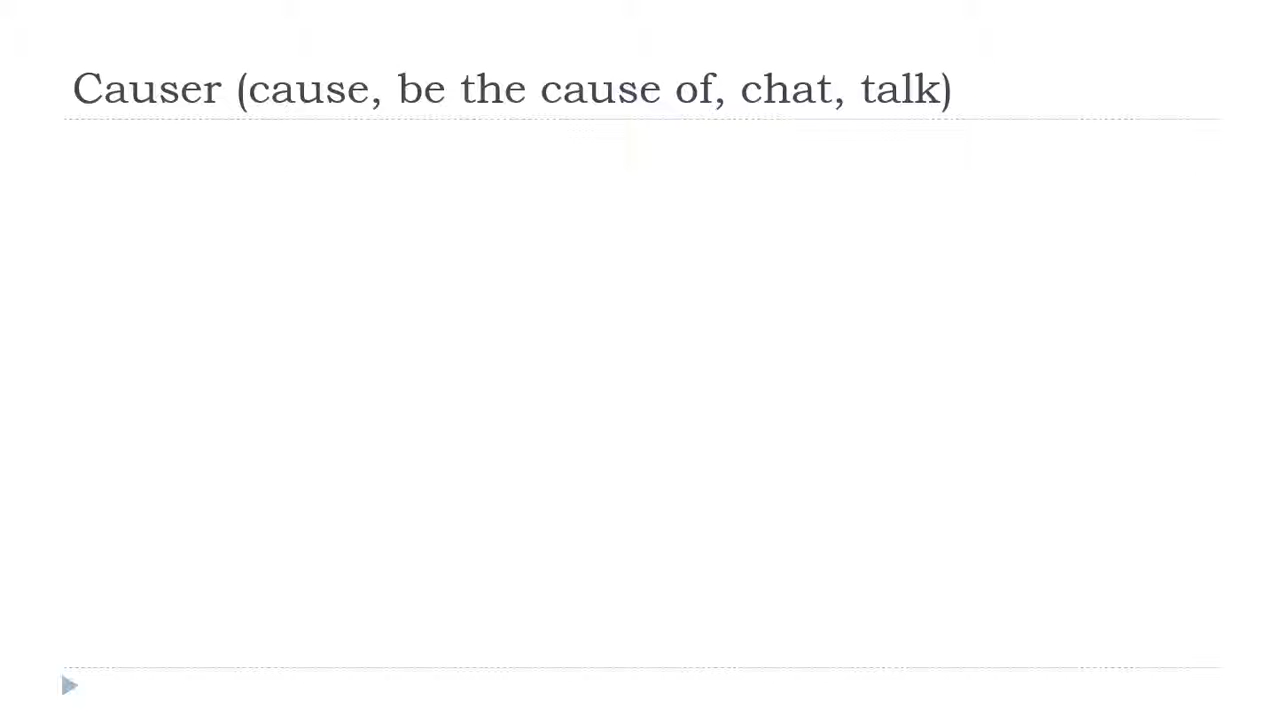 Causer (cause, be the cause of, chat, talk)